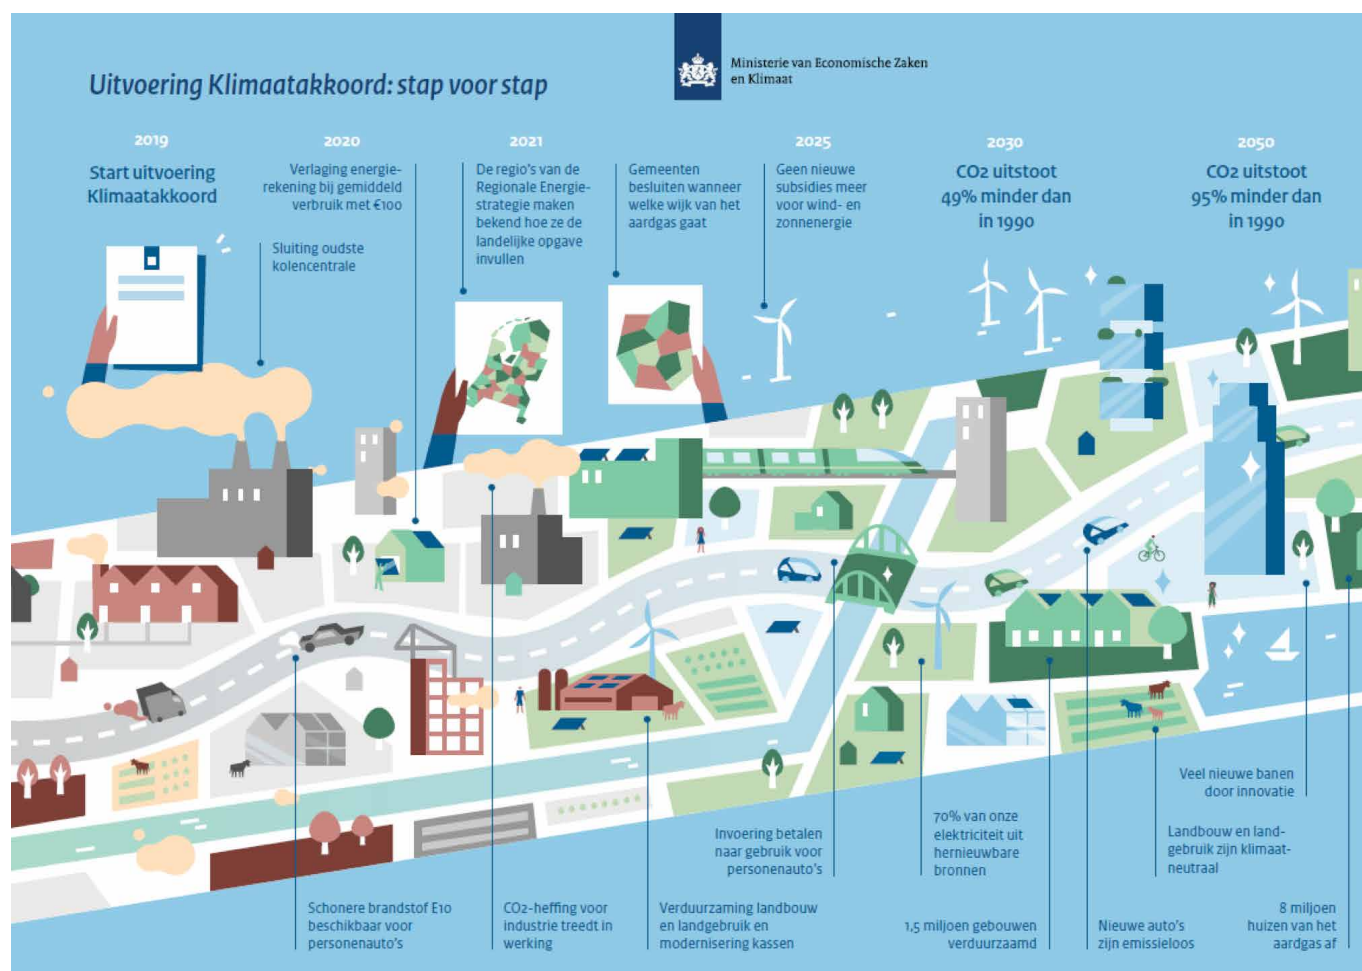 Ministerie van Economische Zaken
en Klimaat
Uitvoering Klimaatakkoord: stap voor stap
2019
Start uitvoering
Klimaatakkoord
2020
Verlaging energie-
rekening bij gemiddeld
verbruik met €100
Sluiting oudste
kolencentrale
2021
De regio's van de
Regionale Energie-
strategie maken
bekend hoe ze de
landelijke opgave
invullen
Gemeenten
besluiten wanneer
welke wijk van het
aardgas gaat
2025
Geen nieuwe
subsidies meer
voor wind- en
zonnenergie
2030
CO2 uitstoot
49% minder dan
in 1990
2050
CO2 uitstoot
95% minder dan
in 1990
Schonere brandstof E10
beschikbaar voor
personenauto's
CO2-heffing voor
industrie treedt in
werking
Verduurzaming landbouw
en landgebruik en
modernisering kassen
Invoering betalen
naar gebruik voor
personenauto's
70% van onze
elektriciteit uit
hernieuwbare
bronnen
1,5 miljoen gebouwen
verduurzaamd
Nieuwe auto's
zijn emissieloos
Landbouw en land-
gebruik zijn klimaat-
neutraal
Veel nieuwe banen
door innovatie
8 miljoen
huizen van het
aardgas af